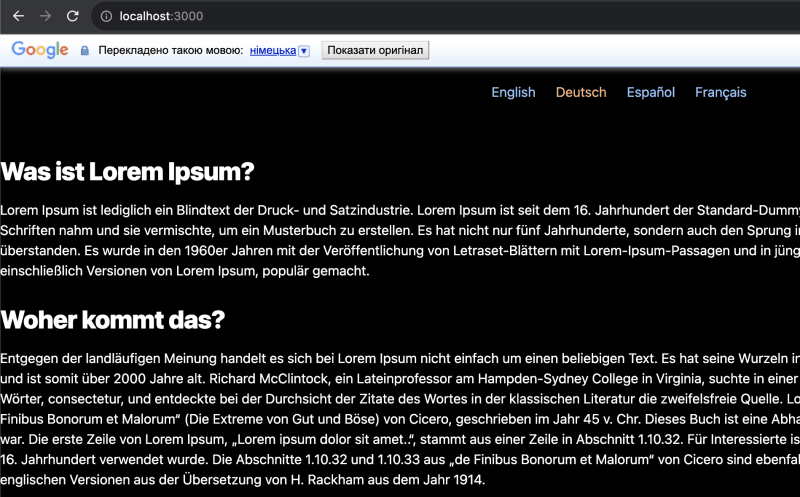 localhost:3000
Google Перекладено такою мовою: німецька Показати оригінал
English Deutsch Español Français
Was ist Lorem Ipsum?
Lorem Ipsum ist lediglich ein Blindtext der Druck- und Satzindustrie. Lorem Ipsum ist seit dem 16. Jahrhundert der Standard-Dummy
Schriften nahm und sie vermischte, um ein Musterbuch zu erstellen. Es hat nicht nur fünf Jahrhunderte, sondern auch den Sprung i
überstanden. Es wurde in den 1960er Jahren mit der Veröffentlichung von Letraset-Blättern mit Lorem-Ipsum-Passagen und in jüng
einschließlich Versionen von Lorem Ipsum, populär gemacht.
Woher kommt das?
Entgegen der landläufigen Meinung handelt es sich bei Lorem Ipsum nicht einfach um einen beliebigen Text. Es hat seine Wurzeln in
und ist somit über 2000 Jahre alt. Richard McClintock, ein Lateinprofessor am Hampden-Sydney College in Virginia, suchte in einer
Wörter, consectetur, und entdeckte bei der Durchsicht der Zitate des Wortes in der klassischen Literatur die zweifelsfreie Quelle. Lo
Finibus Bonorum et Malorum“ (Die Extreme von Gut und Böse) von Cicero, geschrieben im Jahr 45 v. Chr. Dieses Buch ist eine Abha
war. Die erste Zeile von Lorem Ipsum, „Lorem ipsum dolor sit amet..“, stammt aus einer Zeile in Abschnitt 1.10.32. Für Interessierte is
16. Jahrhundert verwendet wurde. Die Abschnitte 1.10.32 und 1.10.33 aus „de Finibus Bonorum et Malorum“ von Cicero sind ebenfal
englischen Versionen aus der Übersetzung von H. Rackham aus dem Jahr 1914.